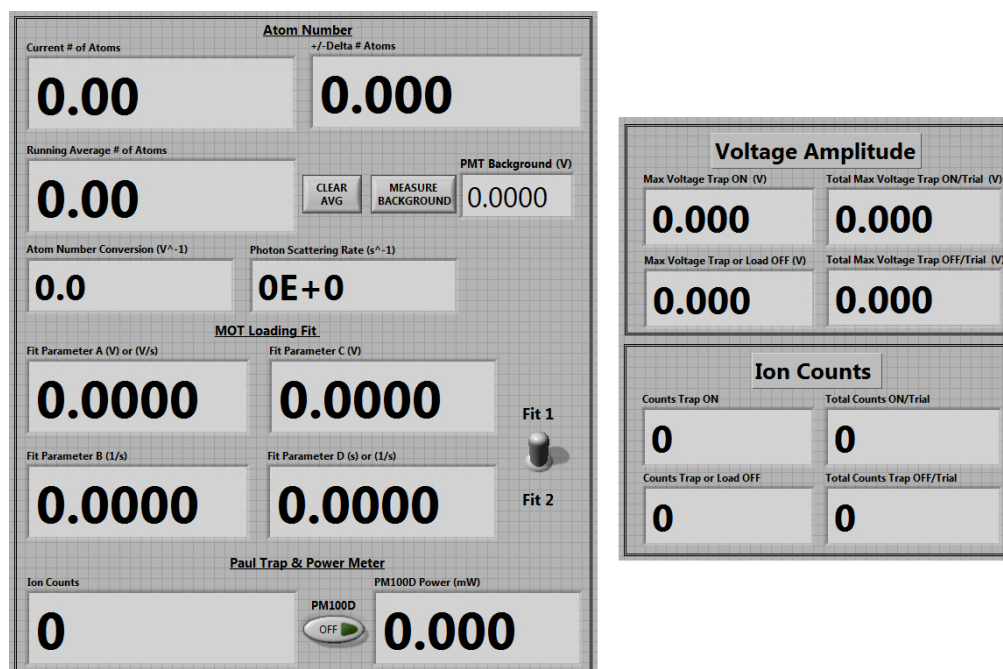 Atom Number
Current # of Atoms
+/-Delta # Atoms
0.00
0.000
Running Average # of Atoms
0.00
CLEAR
AVG
MEASURE
BACKGROUND
PMT Background (V)
0.0000
Atom Number Conversion (V^-1)
Photon Scattering Rate (s^-1)
0.0
0E+0
MOT Loading Fit
Fit Parameter A (V) or (V/s)
Fit Parameter C (V)
0.0000
0.0000
Fit 1
Fit Parameter B (1/s)
Fit Parameter D (s) or (1/s)
0.0000
0.0000
Fit 2
Paul Trap & Power Meter
Ion Counts
PM100D
PM100D Power (mW)
0
OFF
0.000
Voltage Amplitude
Max Voltage Trap ON (V)
Total Max Voltage Trap ON/Trial (V)
0.000
0.000
Max Voltage Trap or Load OFF (V)
Total Max Voltage Trap OFF/Trial (V)
0.000
0.000
Ion Counts
Counts Trap ON
Total Counts ON/Trial
0
0
Counts Trap or Load OFF
Total Counts Trap OFF/Trial
0
0